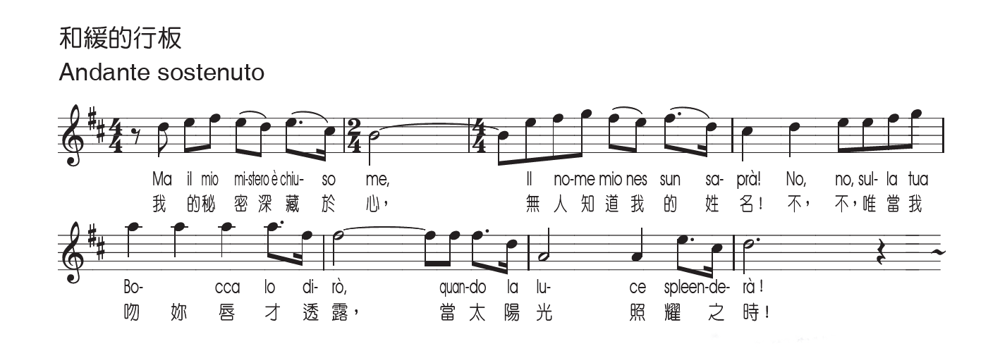 和緩的行板
Andante sostenuto
Ma il mio mi-stero è chiu- so me, Il no-me mio nes sun sa- prà! No, no, sul- la tua
我 的秘 密 深 藏 於 心, 無 人 知 道 我 的 姓 名! 不, 不,唯 當 我
Bo- cca lo di- rò, quan-do la lu- ce spleen-de- rà !
吻 妳 唇 才 透 露, 當 太 陽 光 照 耀 之 時!